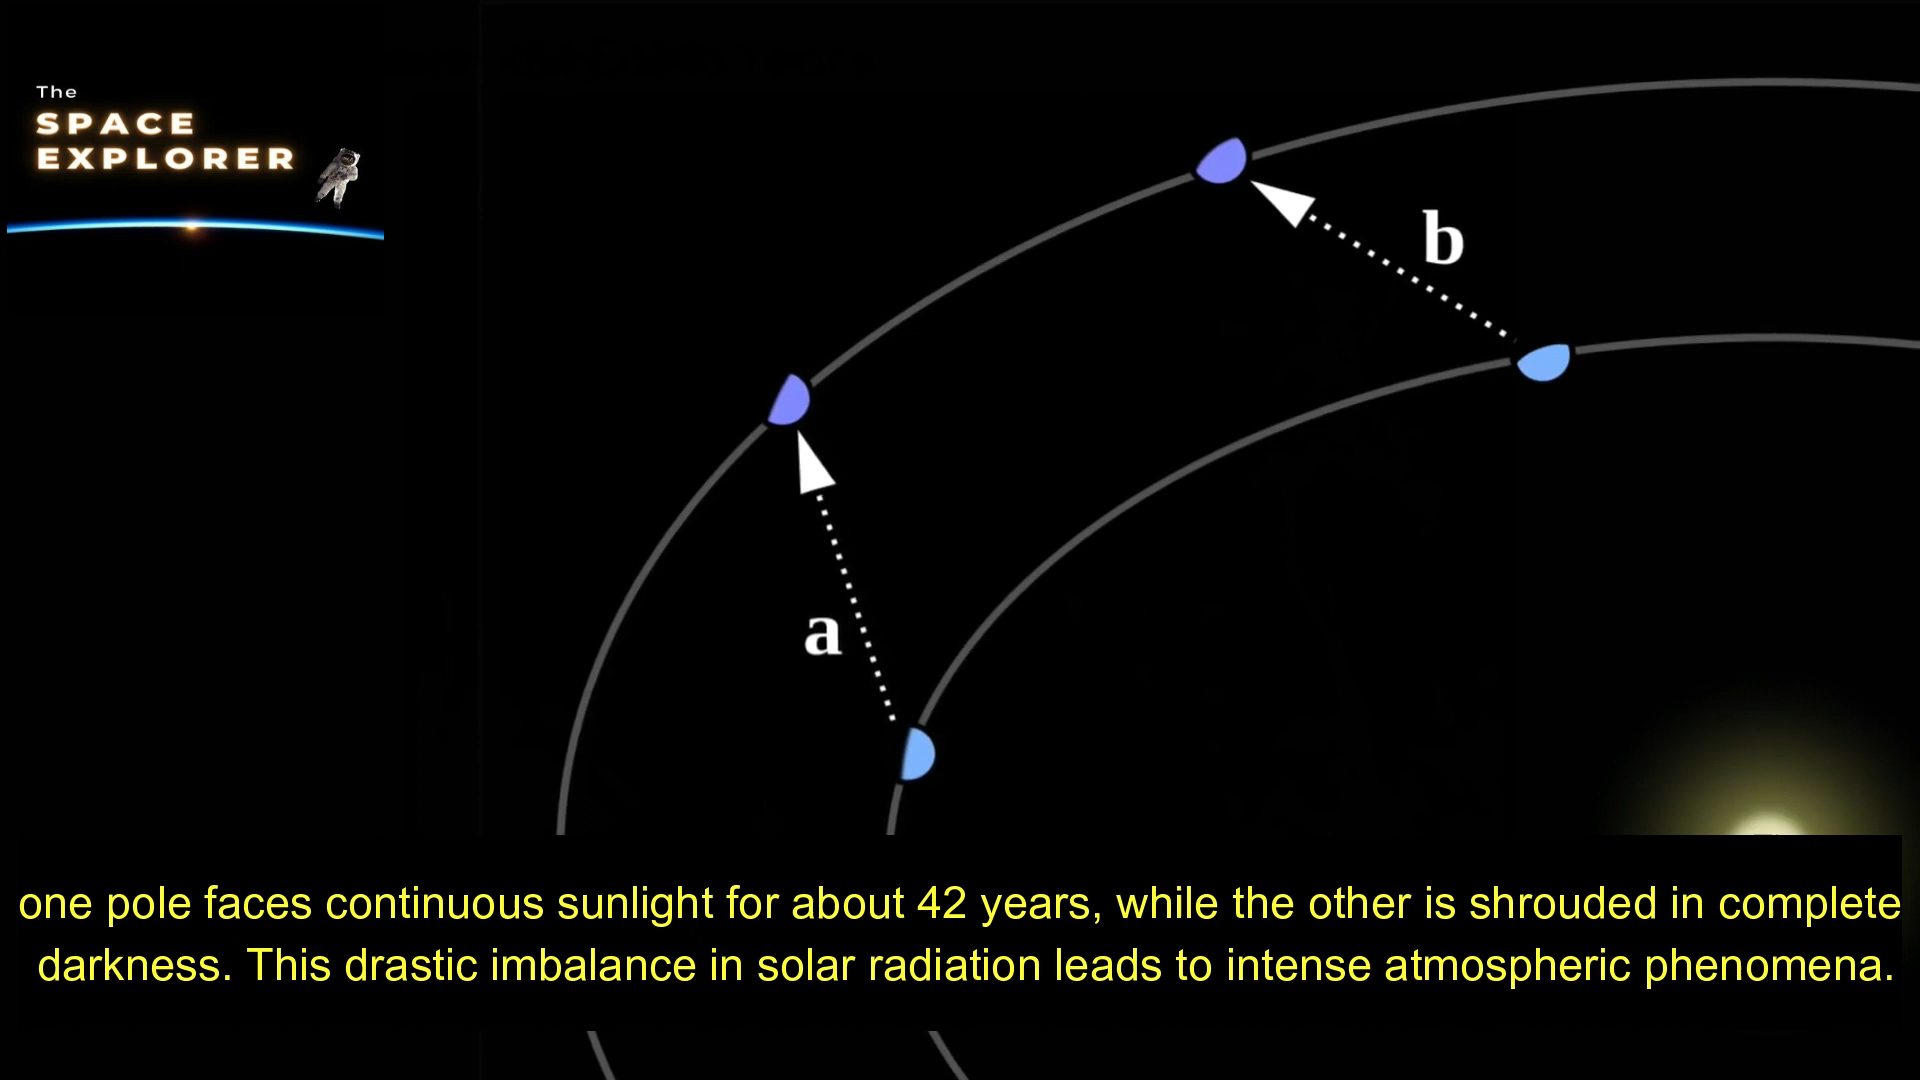 The
SPACE
EXPLORER
b
a
one pole faces continuous sunlight for about 42 years, while the other is shrouded in complete
darkness. This drastic imbalance in solar radiation leads to intense atmospheric phenomena.